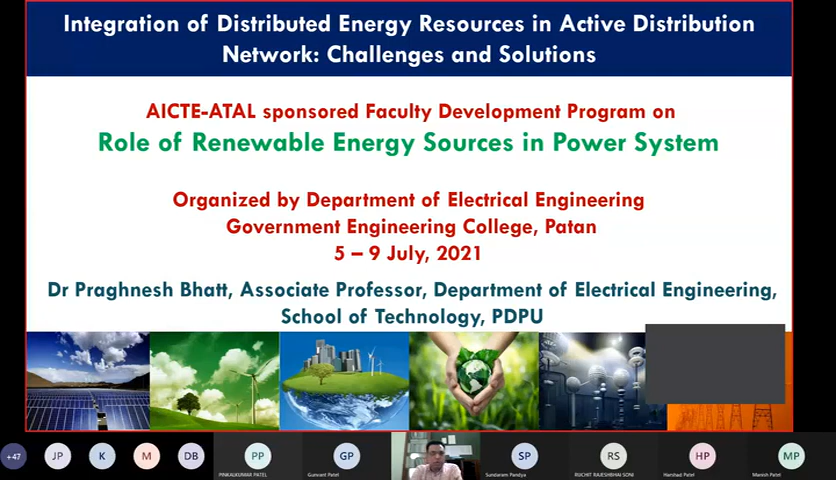 Integration of Distributed Energy Resources in Active Distribution
Network: Challenges and Solutions
AICTE-ATAL sponsored Faculty Development Program on
Role of Renewable Energy Sources in Power System
Organized by Department of Electrical Engineering
Government Engineering College, Patan
5 – 9 July, 2021
Dr Praghnesh Bhatt, Associate Professor, Department of Electrical Engineering,
School of Technology, PDPU
+47
JP
K
M
DB
PP
GP
SP
RS
HP
MP
PINKALKUMAR PATEL
Gunvant Patel
Sundaram Pandya
RUCHIT RAJESHBHAI SONI
Harshad Patel
Manish Patel